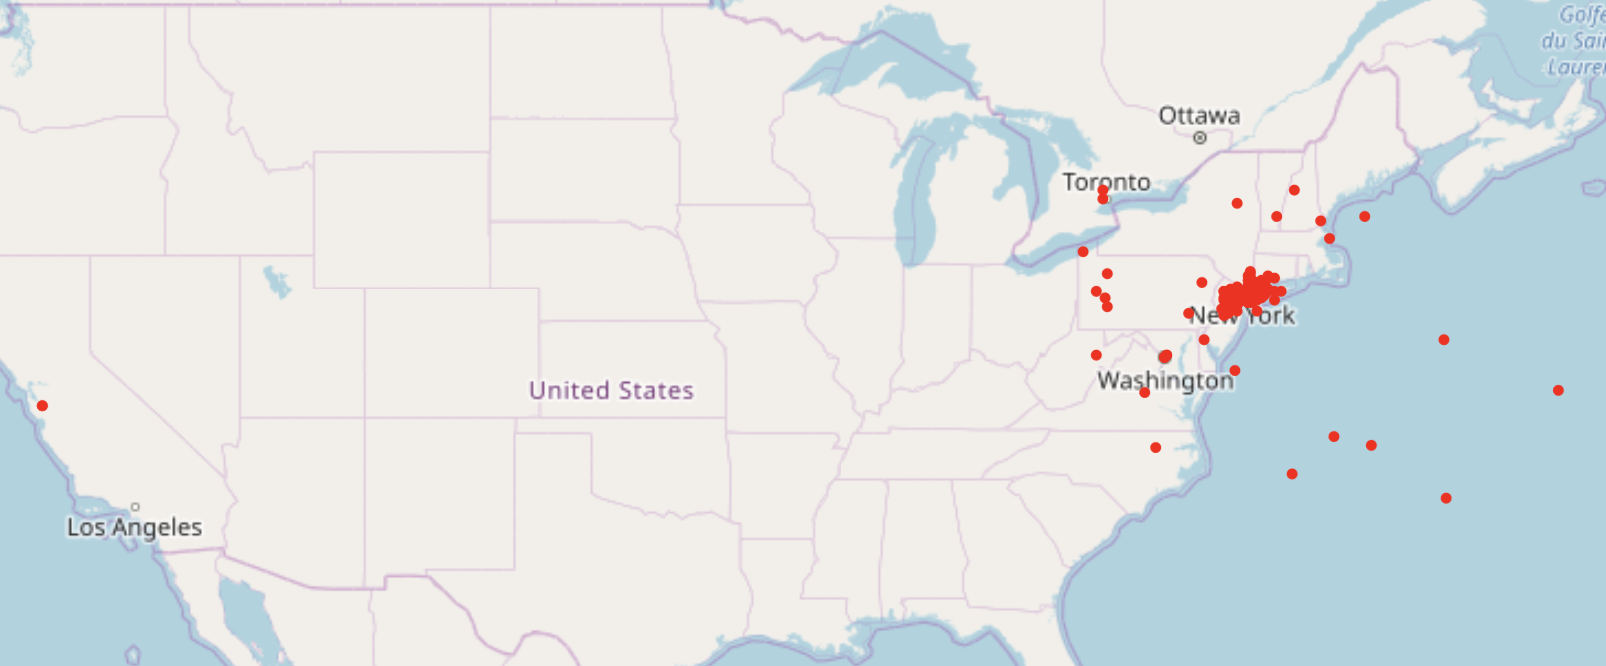 Golfe
du Sai
Laure
Ottawa
Toronto
New York
Washington
United States
Los Angeles